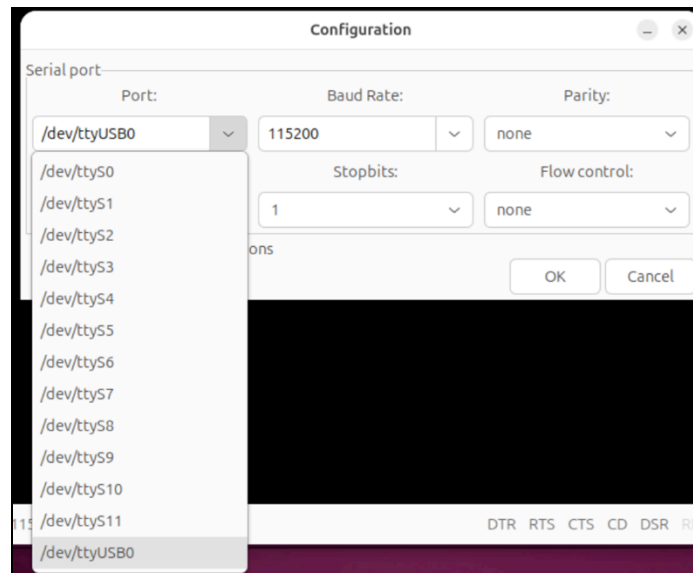 Configuration
Serial port
Port: Baud Rate: Parity:
/dev/ttyUSB0 115200 none
Stopbits: Flow control:
1 none
ons
OK Cancel
/dev/ttyS0
/dev/ttyS1
/dev/ttyS2
/dev/ttyS3
/dev/ttyS4
/dev/ttyS5
/dev/ttyS6
/dev/ttyS7
/dev/ttyS8
/dev/ttyS9
/dev/ttyS10
/dev/ttyS11
/dev/ttyUSB0
115 DTR RTS CTS CD DSR